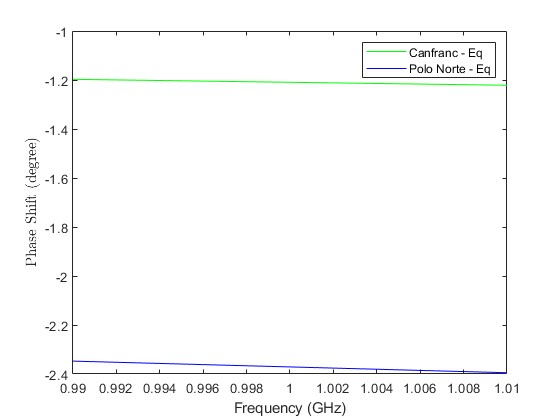 -1
-1.2
-1.4
-1.6
-1.8
-2
-2.2
-2.4
Phase Shift (degree)
Canfranc - Eq
Polo Norte - Eq
0.99 0.992 0.994 0.996 0.998 1 1.002 1.004 1.006 1.008 1.01
Frequency (GHz)